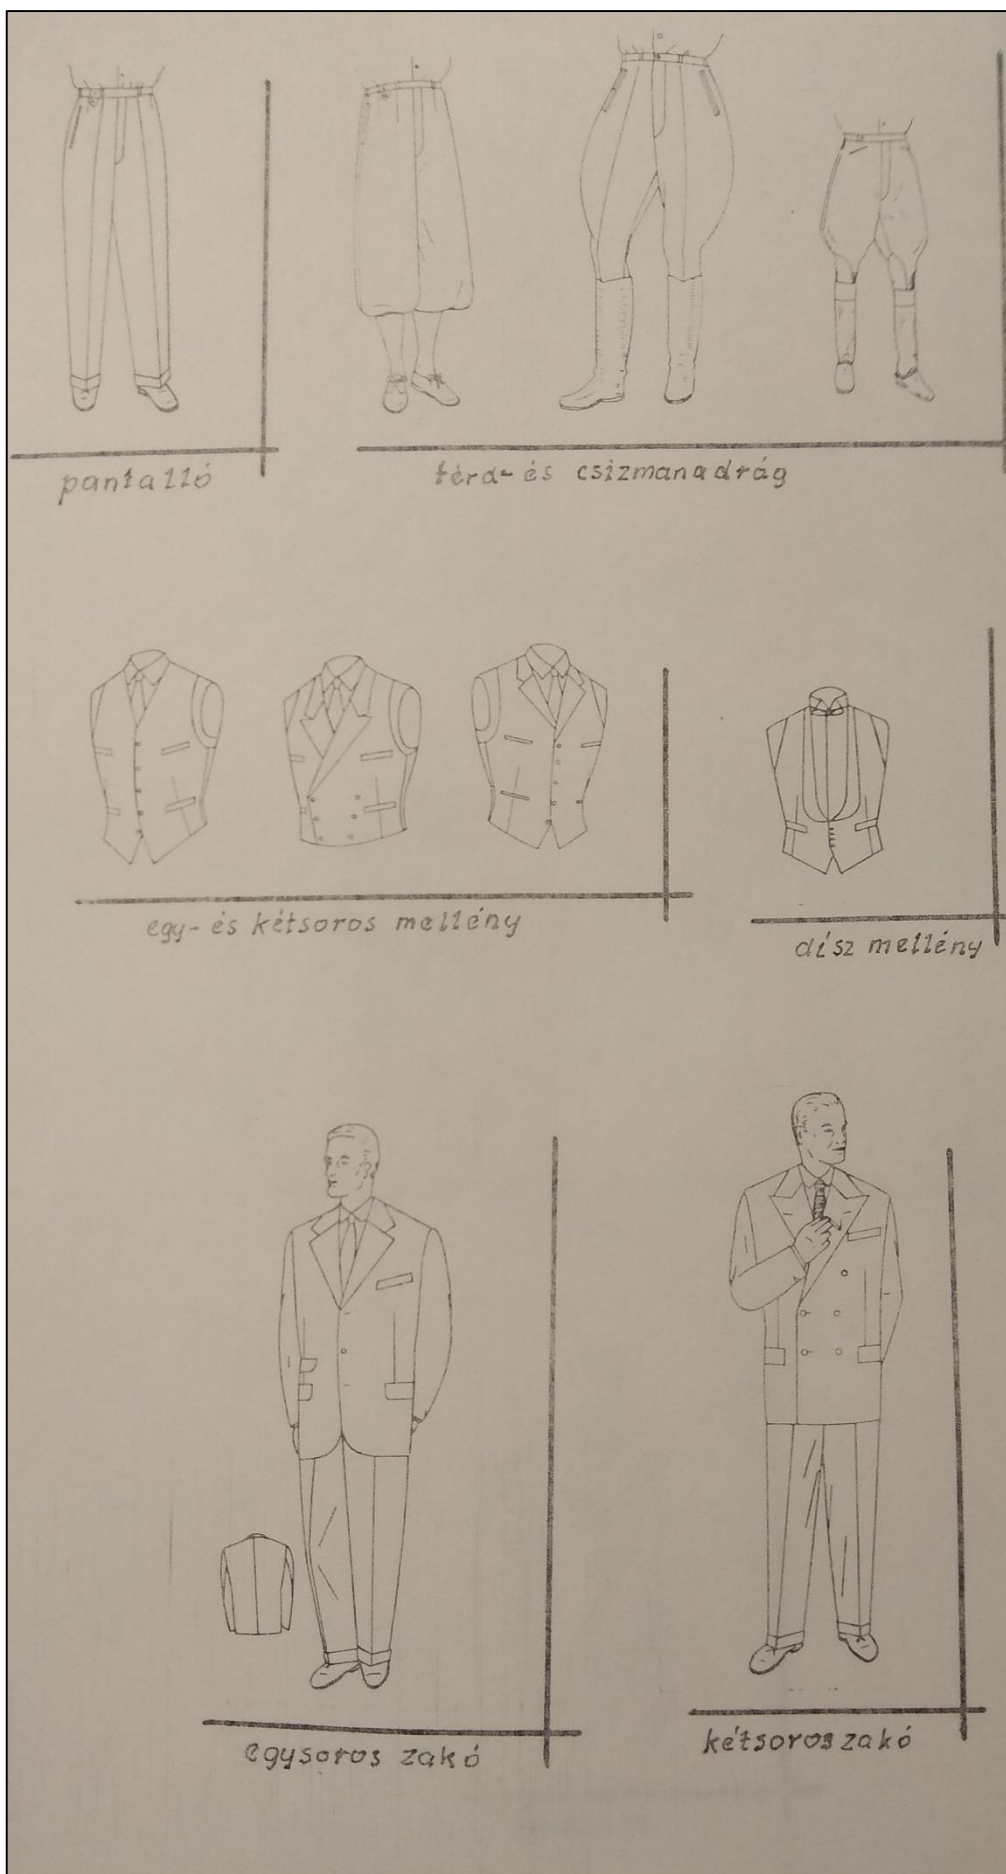 pantalló
térd- és csizmanadrág
egy- és kétsoros mellény
dísz mellény
egysoros zakó
kétsoros zakó